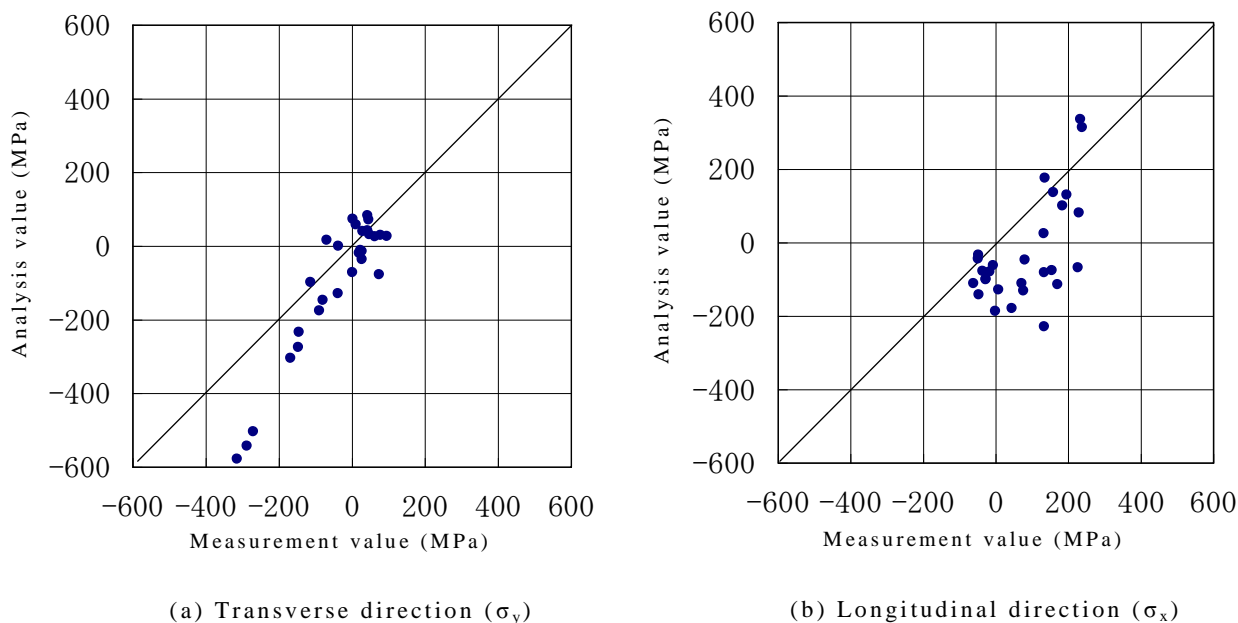 600
400
200
0
−200
−400
−600
−600 −400 −200 0 200 400 600
Analysis value (MPa)
Measurement value (MPa)
(a) Transverse direction (σy)
600
400
200
0
−200
−400
−600
−600 −400 −200 0 200 400 600
Analysis value (MPa)
Measurement value (MPa)
(b) Longitudinal direction (σx)